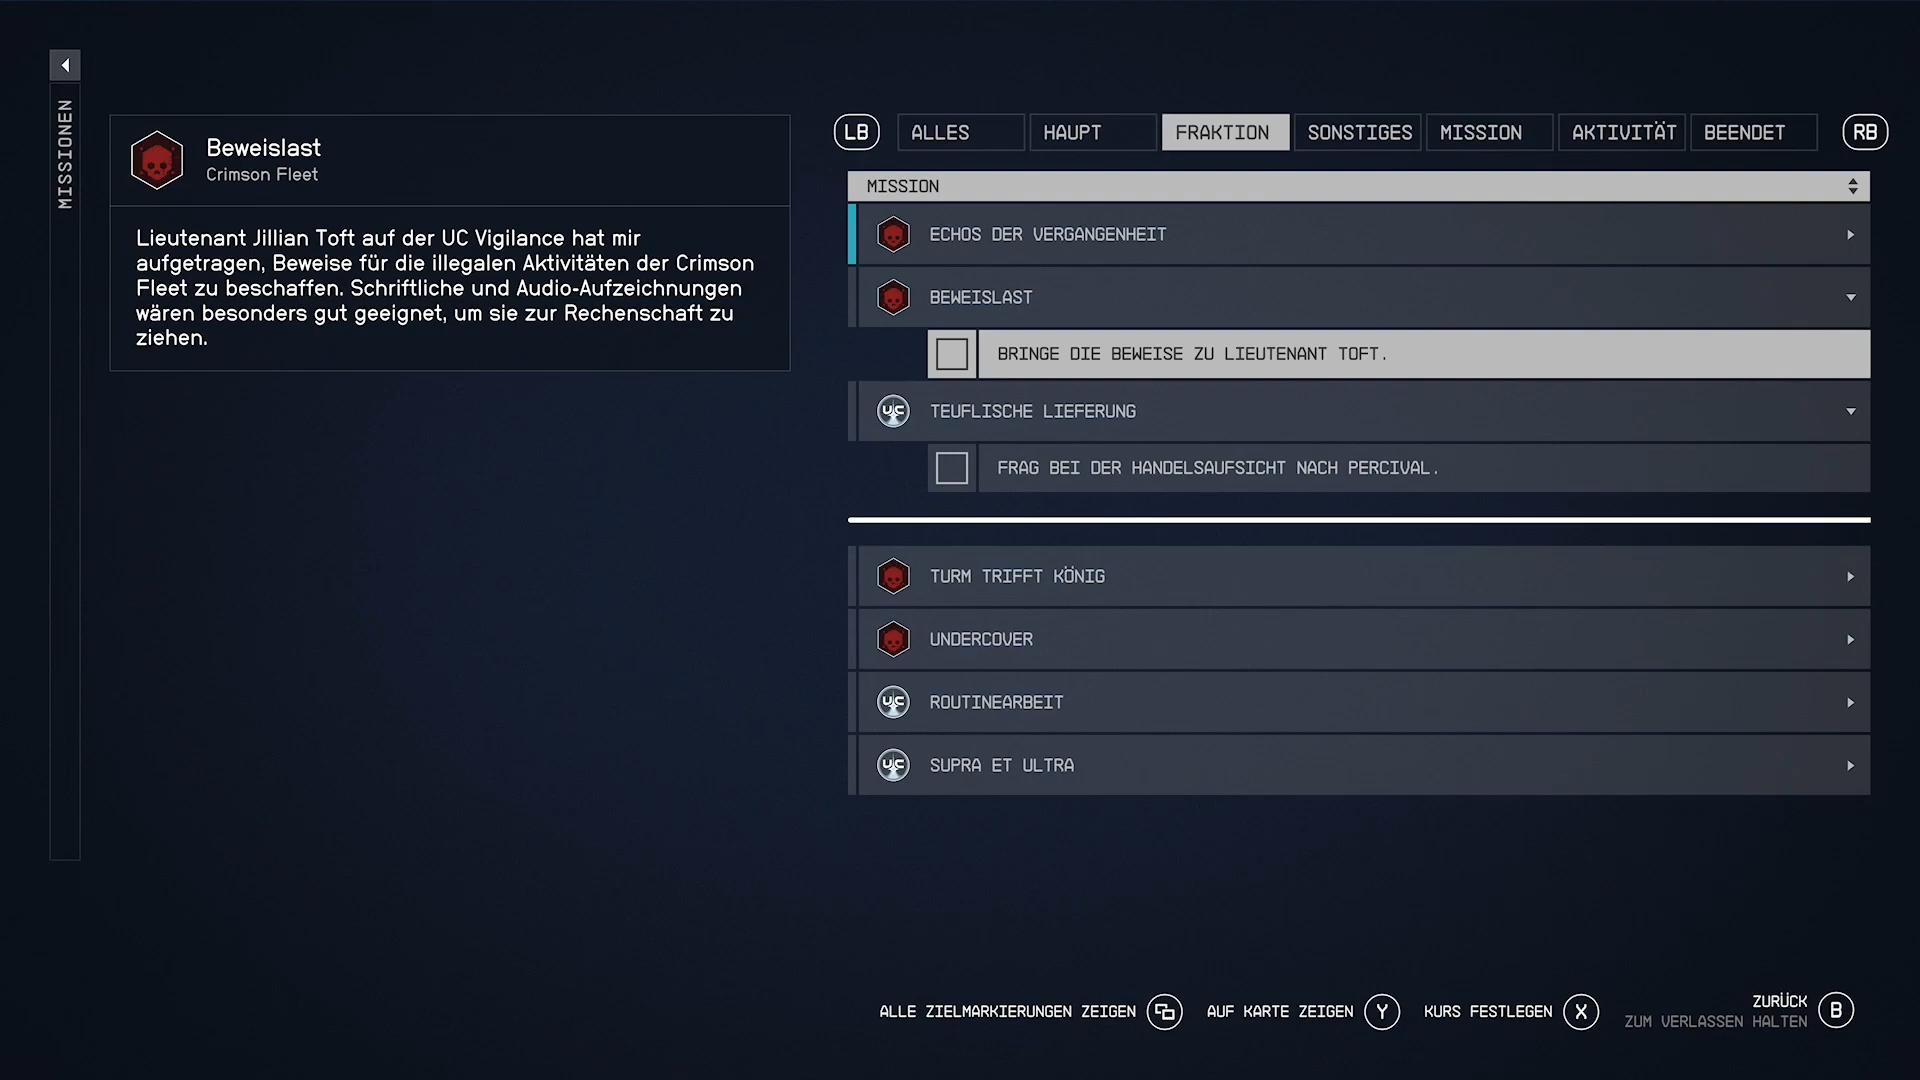 MISSIONEN
Beweislast
Crimson Fleet
Lieutenant Jillian Toft auf der UC Vigilance hat mir
aufgetragen, Beweise für die illegalen Aktivitäten der Crimson
Fleet zu beschaffen. Schriftliche und Audio-Aufzeichnungen
wären besonders gut geeignet, um sie zur Rechenschaft zu
ziehen.
LB ALLES HAUPT FRAKTION SONSTIGES MISSION AKTIVITÄT BEENDET RB
MISSION
ECHOS DER VERGANGENHEIT
BEWEISLAST
BRINGE DIE BEWEISE ZU LIEUTENANT TOFT.
UC TEUFLISCHE LIEFERUNG
FRAG BEI DER HANDELSAUFSICHT NACH PERCIVAL.
TURM TRIFFT KÖNIG
UNDERCOVER
UC ROUTINEARBEIT
UC SUPRA ET ULTRA
ALLE ZIELMARKIERUNGEN ZEIGEN AUF KARTE ZEIGEN Y KURS FESTLEGEN X ZURÜCK B
ZUM VERLASSEN HALTEN